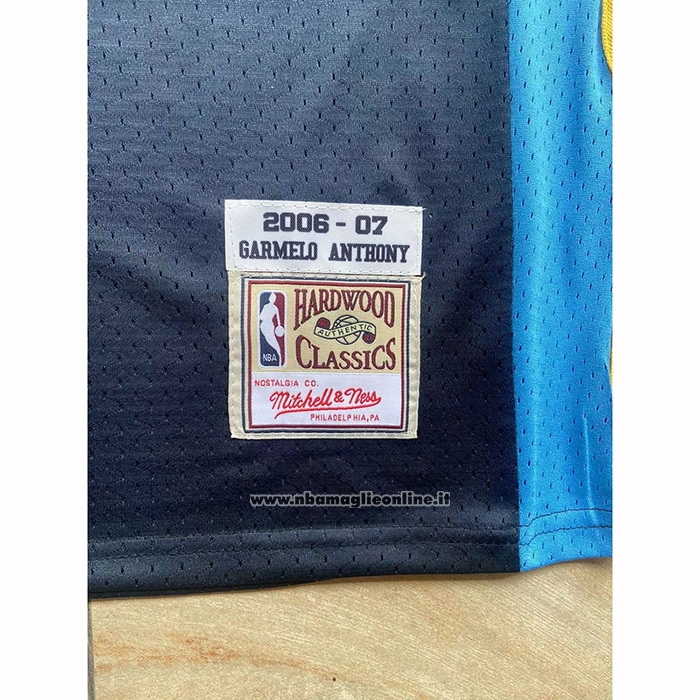 2006 - 07
GARMELO ANTHONY
HARDWOOD
AUTHENTIC
CLASSICS
NBA
NOSTALGIA CO.
Mitchell & Ness
PHILADELPHIA, PA
www.nbamaglieonline.it